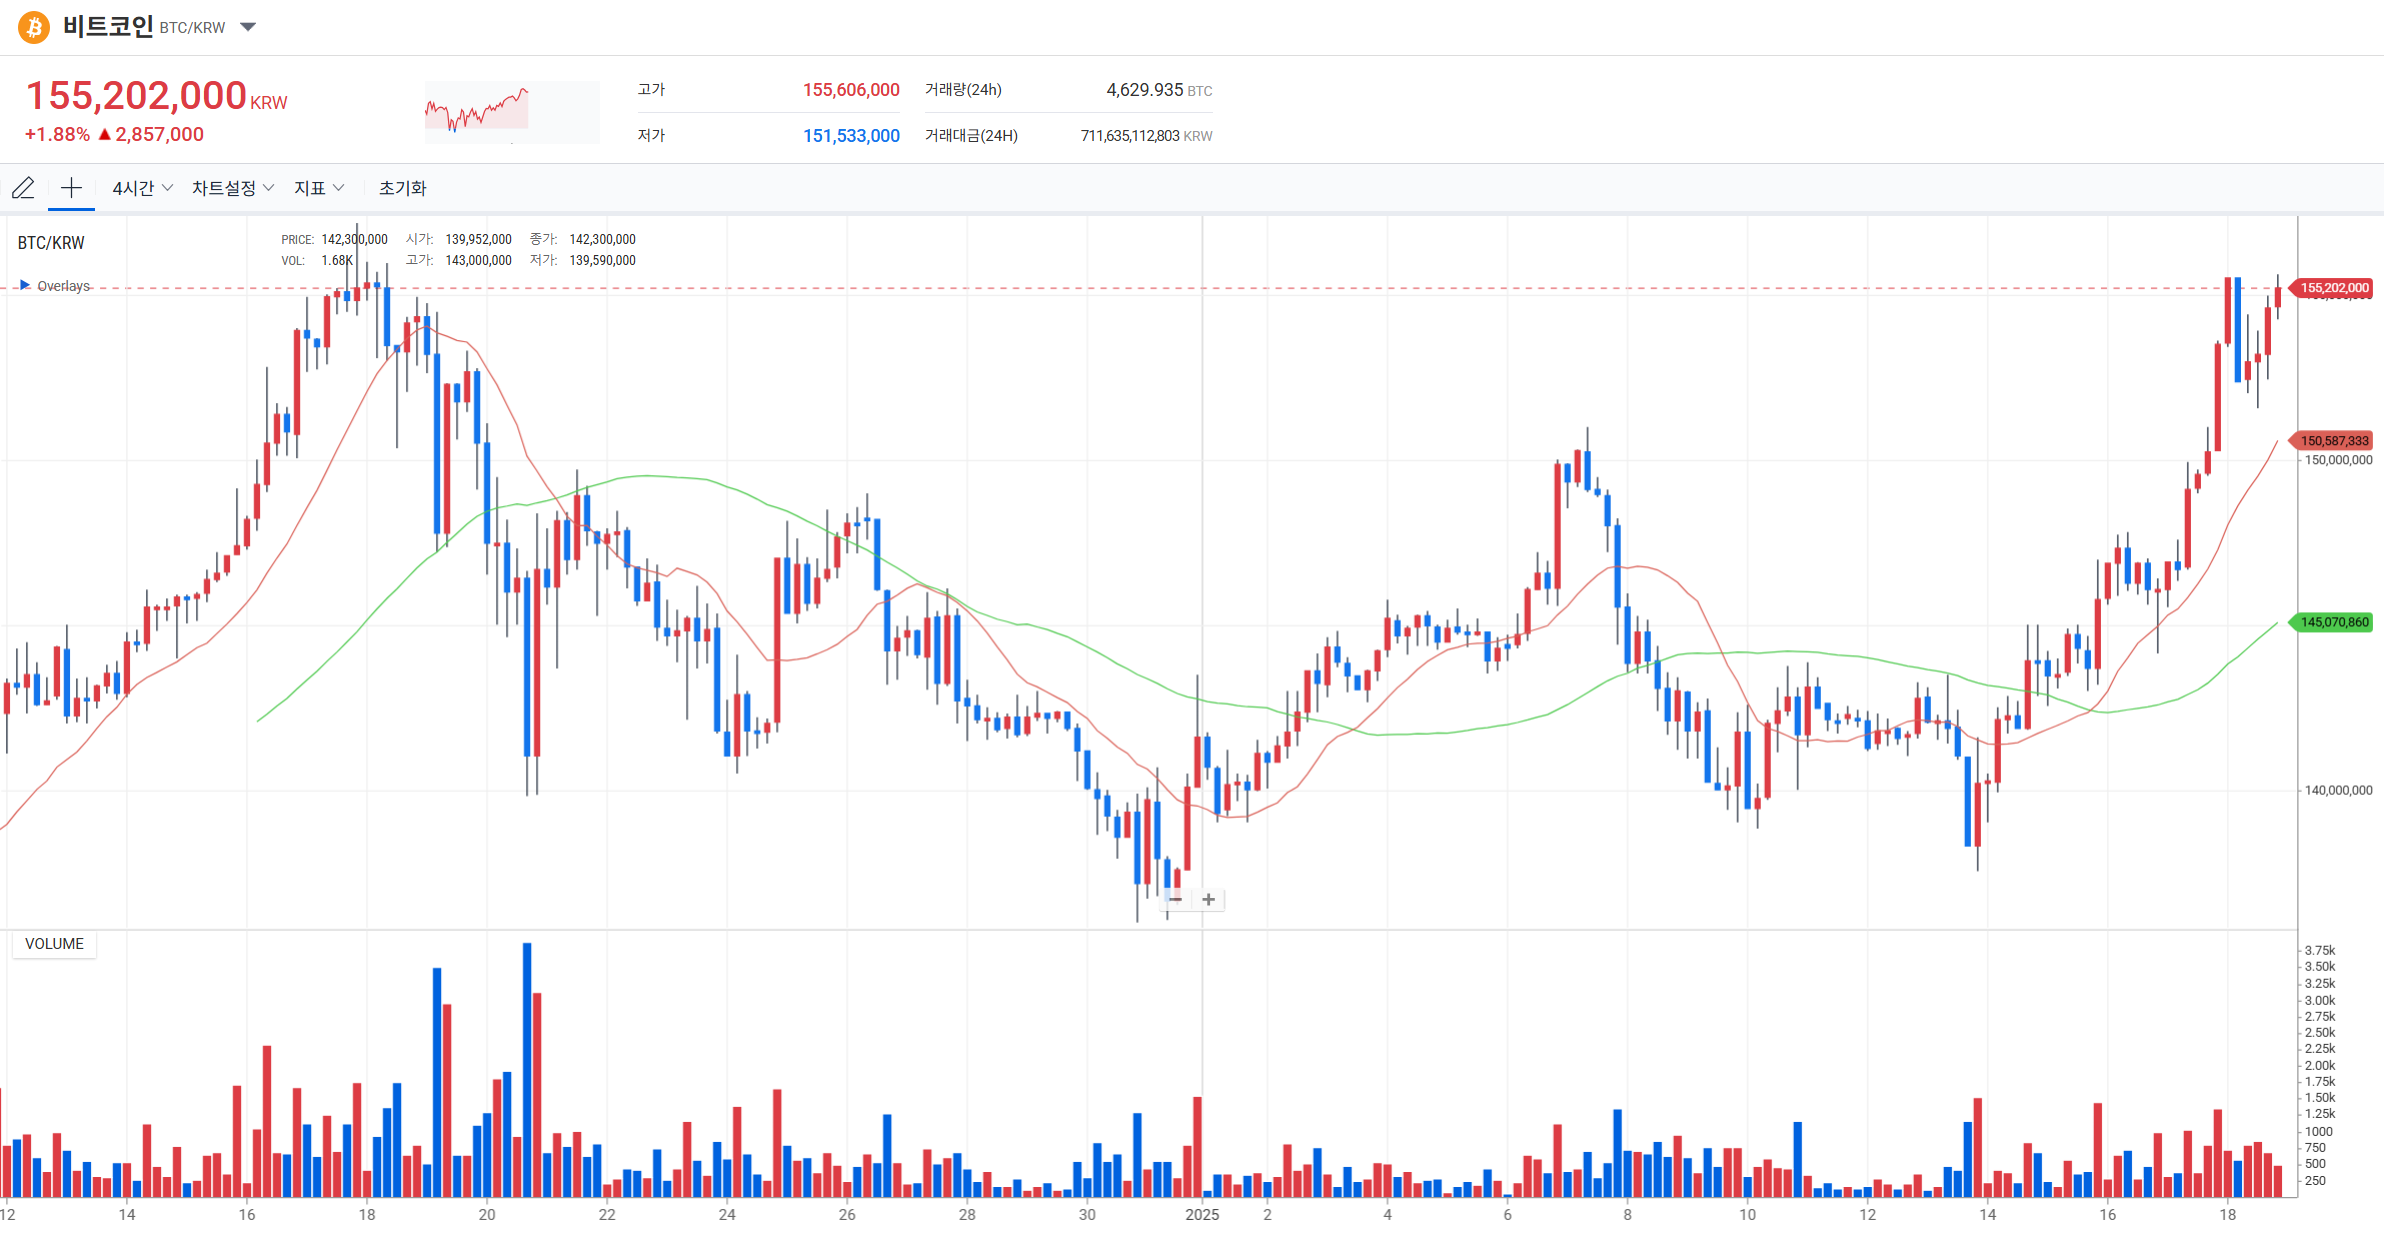 비트코인 BTC/KRW
155,202,000 KRW
+1.88% ▲ 2,857,000
고가 155,606,000 거래량(24h) 4,629.935 BTC
저가 151,533,000 거래대금(24H) 711,635,112,803 KRW
4시간 차트설정 지표 초기화
BTC/KRW
PRICE: 142,300,000 시가: 139,952,000 종가: 142,300,000
VOL: 1.68K 고가: 143,000,000 저가: 139,590,000
Overlays
155,202,000
150,587,333
150,000,000
145,070,860
140,000,000
− +
VOLUME
3.75k
3.50k
3.25k
3.00k
2.75k
2.50k
2.25k
2.00k
1.75k
1.50k
1.25k
1000
750
500
250
12 14 16 18 20 22 24 26 28 30 2025 2 4 6 8 10 12 14 16 18